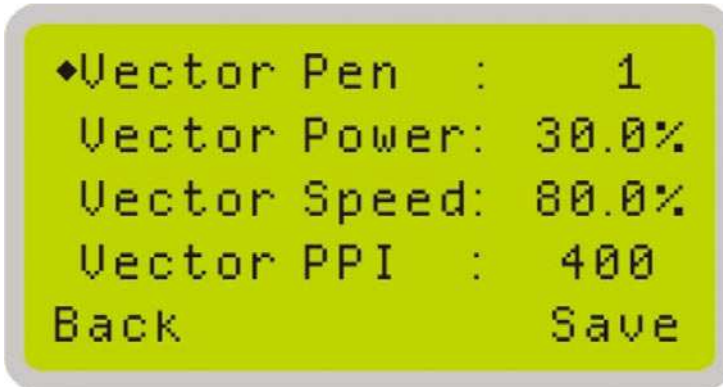 ◆Vector Pen : 1
Vector Power: 30.0%
Vector Speed: 80.0%
Vector PPI : 400
Back Save